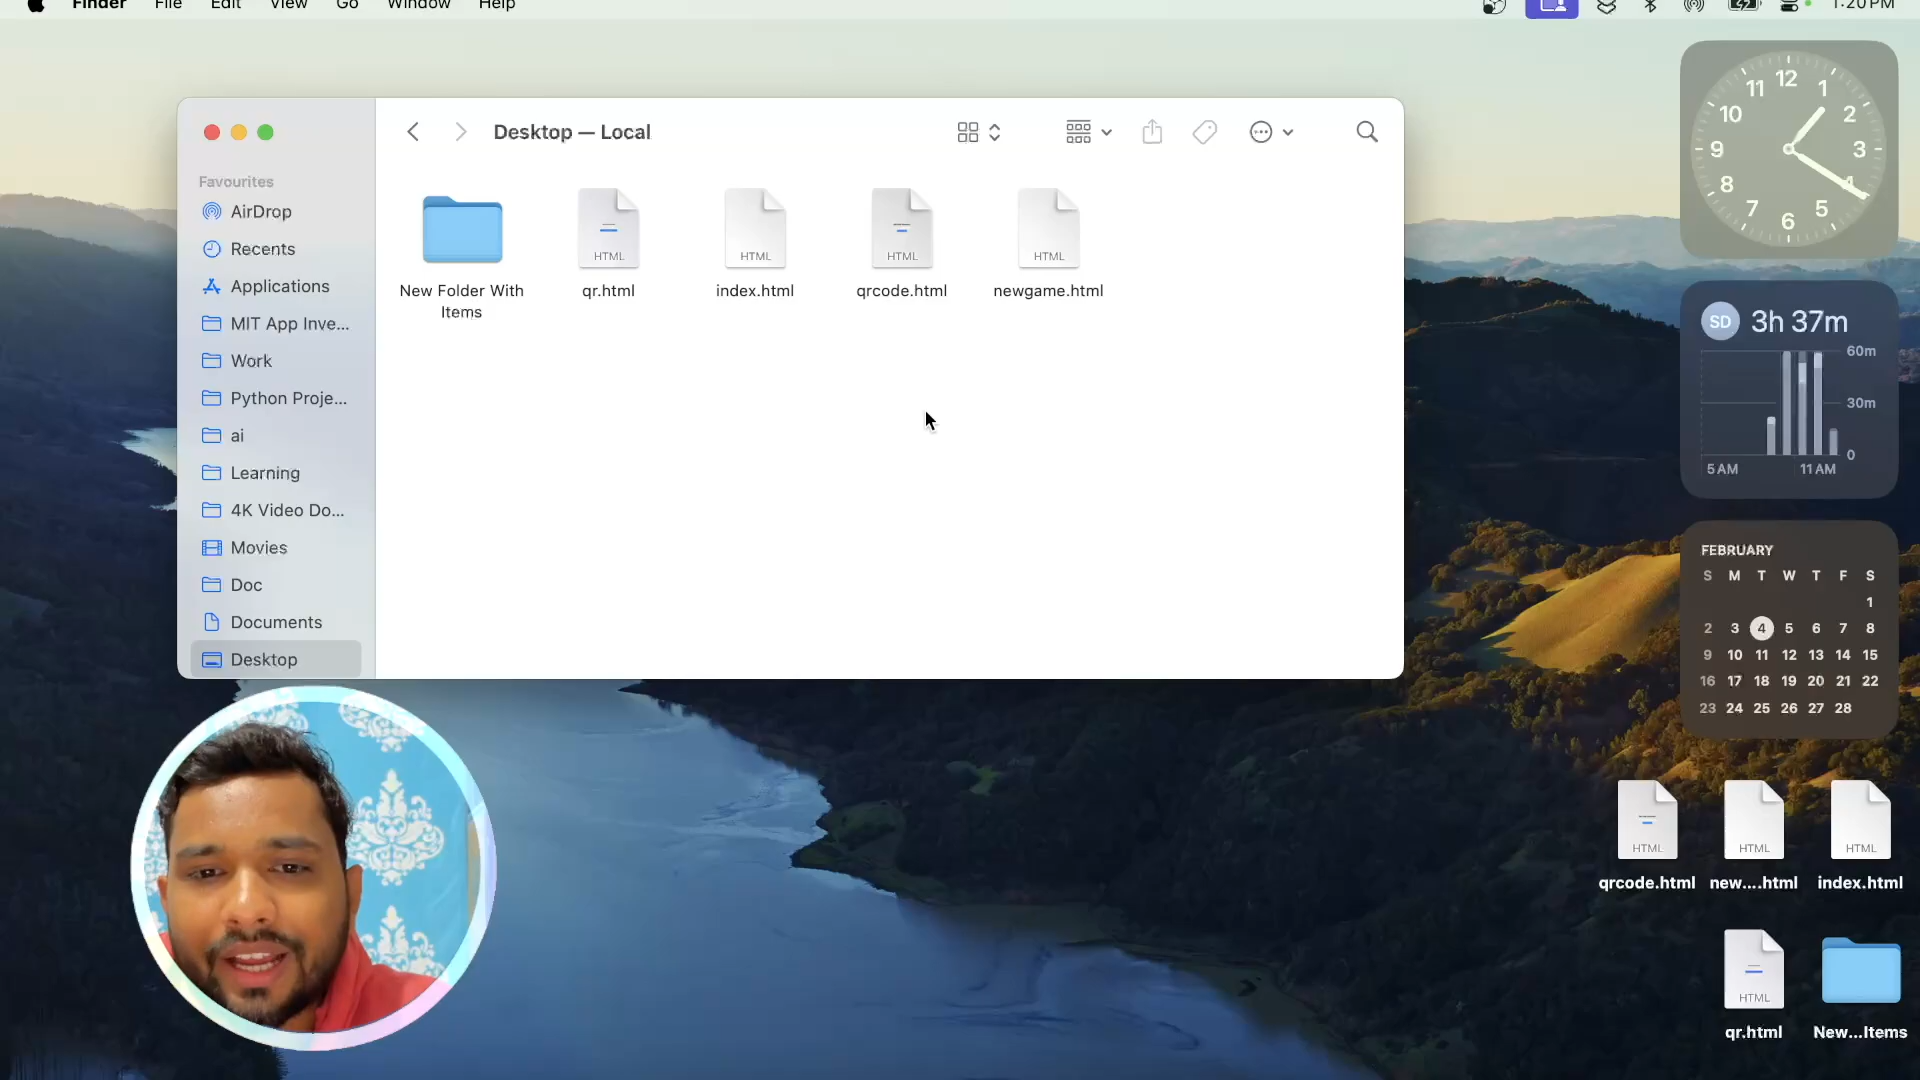 Finder File Edit View Go Window Help
1:20 PM
Desktop — Local
Favourites
AirDrop
Recents
Applications
MIT App Inve...
Work
Python Proje...
ai
Learning
4K Video Do...
Movies
Doc
Documents
Desktop
HTML HTML HTML HTML
New Folder With
Items
qr.html index.html qrcode.html newgame.html
12
11 1
10 2
9 3
8 4
7 5
6
SD 3h 37m
60m
30m
0
5 AM 11 AM
FEBRUARY
S M T W T F S
1
2 3 4 5 6 7 8
9 10 11 12 13 14 15
16 17 18 19 20 21 22
23 24 25 26 27 28
HTML HTML HTML
qrcode.html new....html index.html
HTML
qr.html New...Items